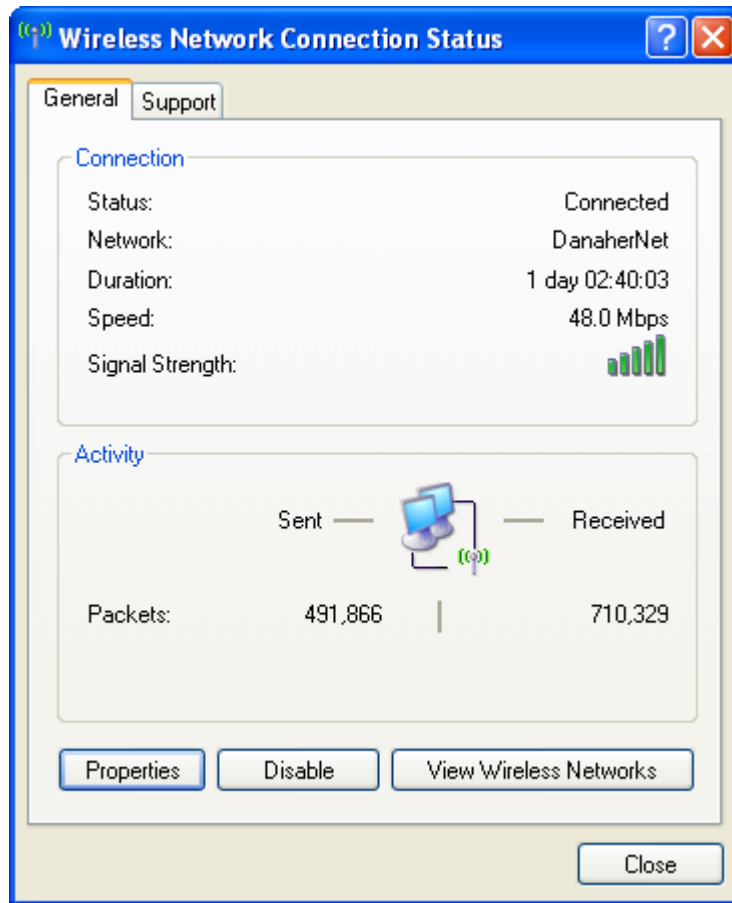 Wireless Network Connection Status
General Support
Connection
Status: Connected
Network: DanaherNet
Duration: 1 day 02:40:03
Speed: 48.0 Mbps
Signal Strength:
Activity
Sent Received
Packets: 491,866 710,329
Properties Disable View Wireless Networks
Close